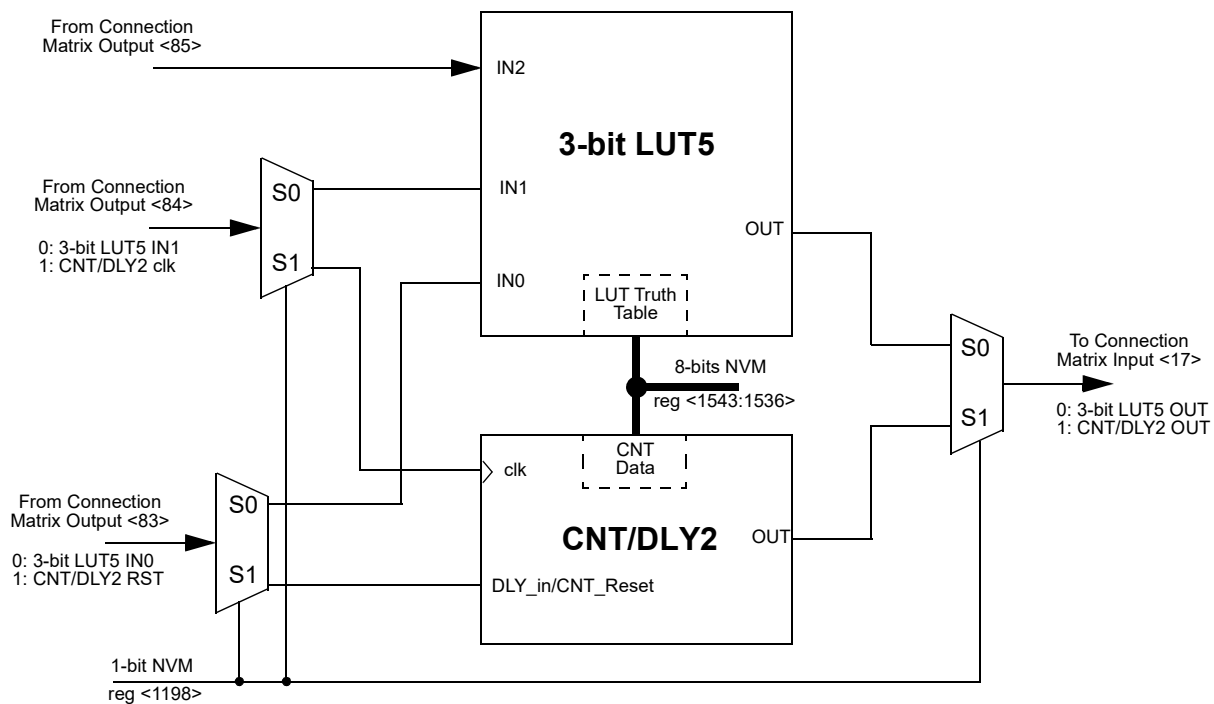 From Connection
Matrix Output <85>
IN2
3-bit LUT5
From Connection
Matrix Output <84>
0: 3-bit LUT5 IN1
1: CNT/DLY2 clk
S0
S1
IN1
IN0
OUT
LUT Truth
Table
8-bits NVM
reg <1543:1536>
S0
S1
To Connection
Matrix Input <17>
0: 3-bit LUT5 OUT
1: CNT/DLY2 OUT
CNT
Data
clk
CNT/DLY2
OUT
DLY_in/CNT_Reset
From Connection
Matrix Output <83>
0: 3-bit LUT5 IN0
1: CNT/DLY2 RST
S0
S1
1-bit NVM
reg <1198>